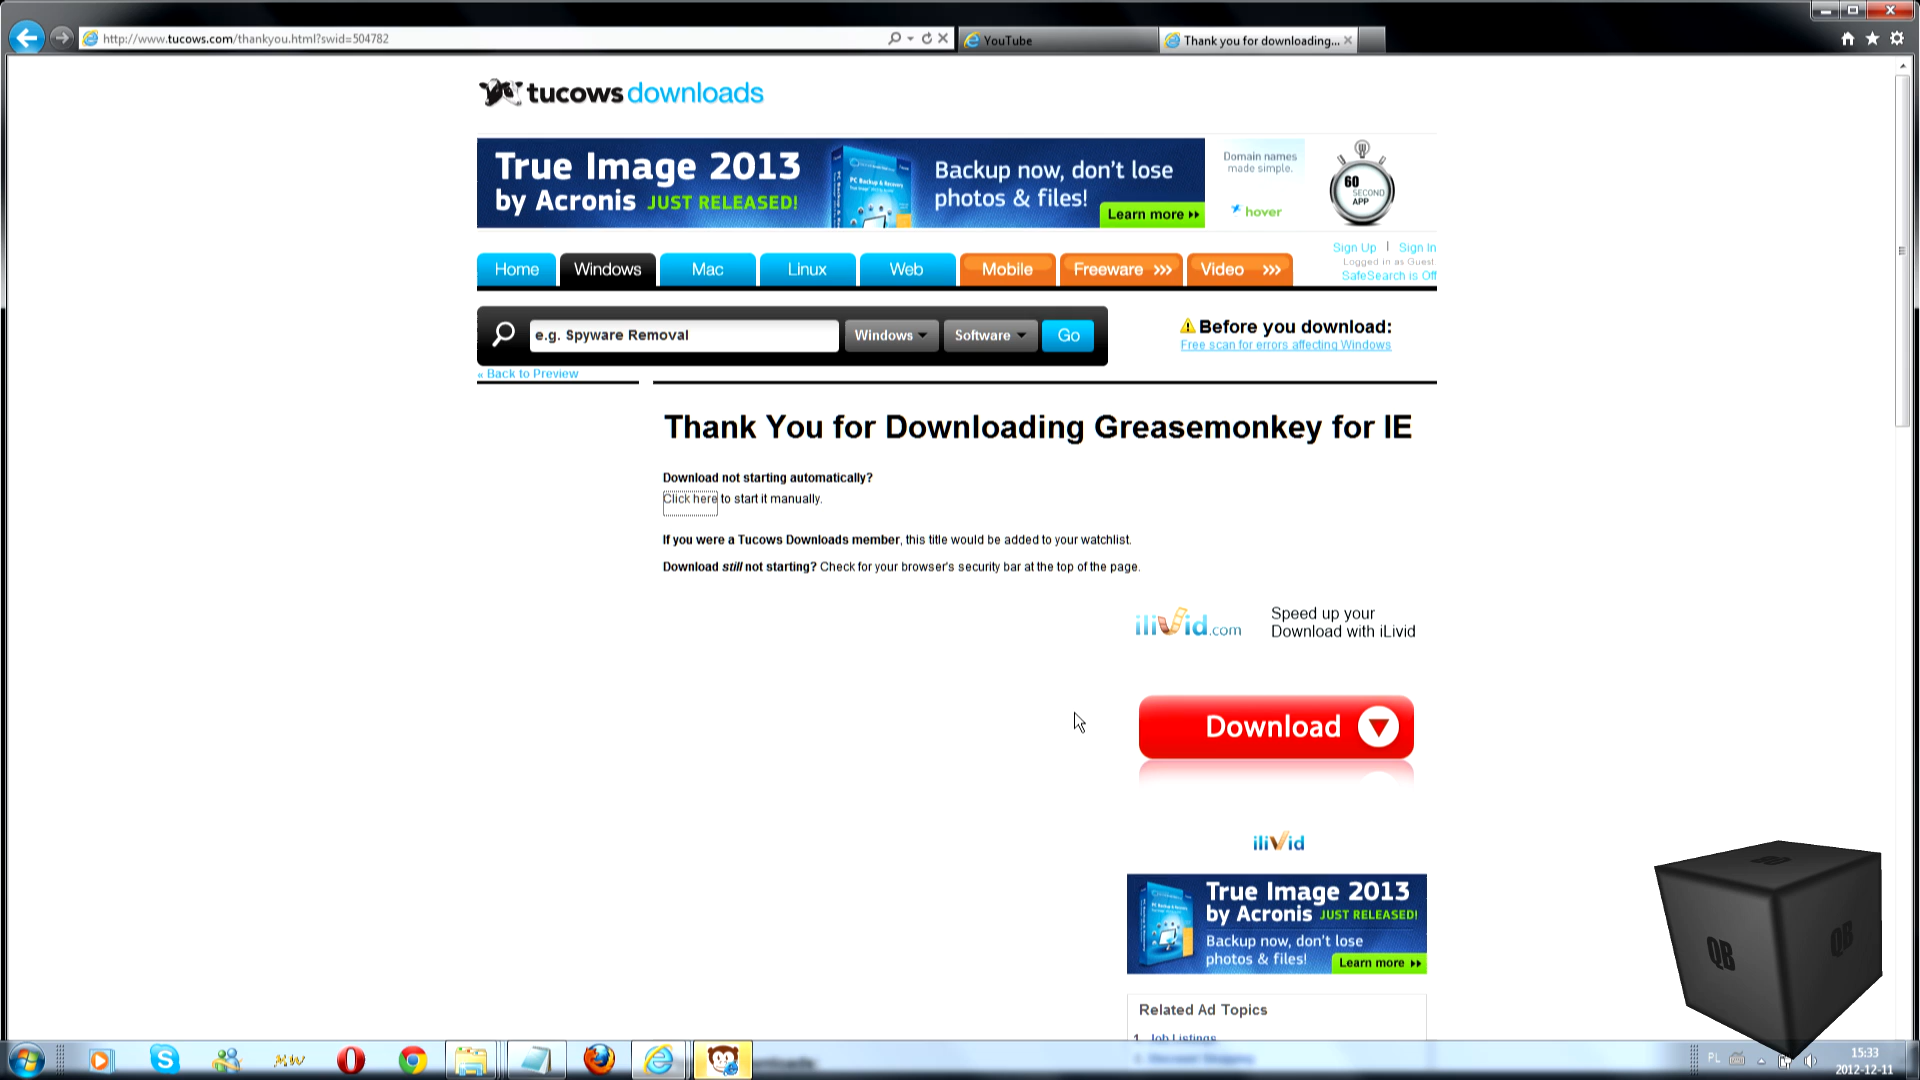 http://www.tucows.com/thankyou.html?swid=504782
YouTube
Thank you for downloading...
tucows downloads
True Image 2013
by Acronis JUST RELEASED!
Backup now, don't lose
photos & files!
Learn more
Domain names
made simple.
hover
60
SECOND
APP
Sign Up | Sign In
Logged in as Guest.
SafeSearch is Off
Home
Windows
Mac
Linux
Web
Mobile
Freeware >>>
Video >>>
e.g. Spyware Removal
Windows
Software
Go
Before you download:
Free scan for errors affecting Windows
« Back to Preview
Thank You for Downloading Greasemonkey for IE
Download not starting automatically?
Click here to start it manually.
If you were a Tucows Downloads member, this title would be added to your watchlist.
Download still not starting? Check for your browser's security bar at the top of the page.
iliVid.com
Speed up your
Download with iLivid
Download
iliVid
True Image 2013
by Acronis JUST RELEASED!
Backup now, don't lose
photos & files!
Learn more
Related Ad Topics
1. Job Listings
QB
QB
PL
15:33
2012-12-11